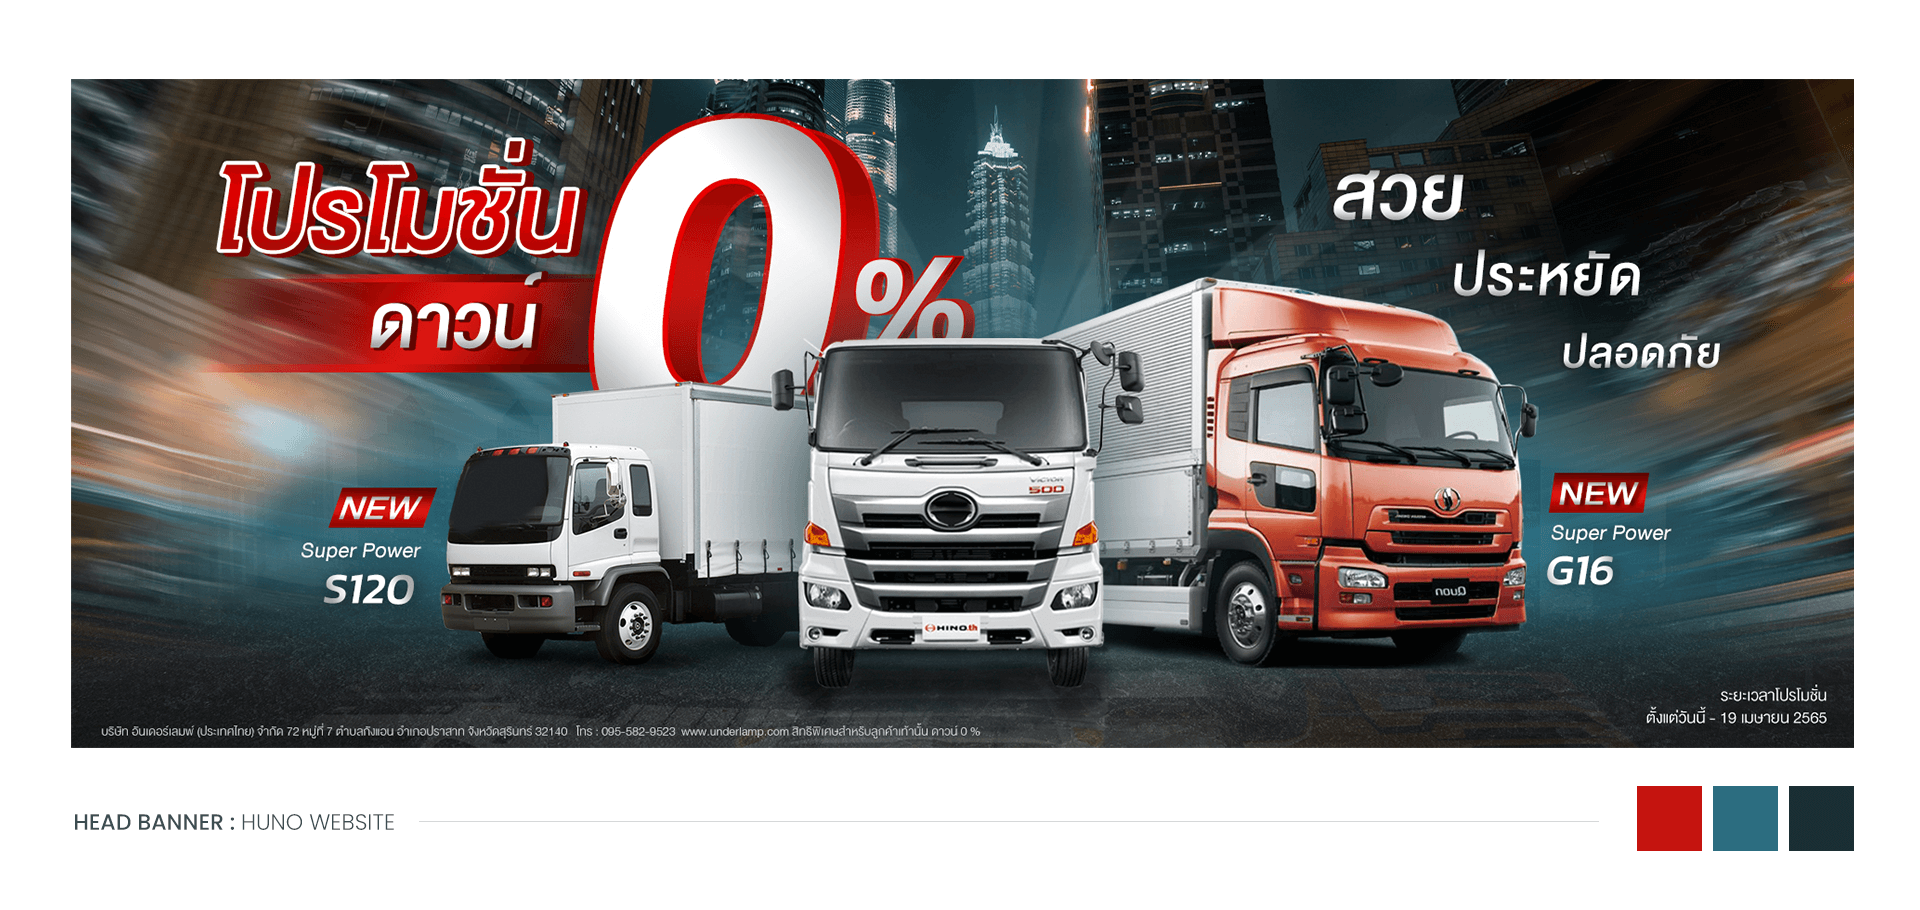 โปรโมชั่น
ดาวน์
0%
สวย
ประหยัด
ปลอดภัย
NEW
Super Power
S120
VICTOR
500
HINO.th
NEW
Super Power
G16
ระยะเวลาโปรโมชั่น
ตั้งแต่วันนี้ - 19 เมษายน 2565
บริษัท อันเดอร์เลมพ์ (ประเทศไทย) จำกัด 72 หมู่ที่ 7 ตำบลกังแอน อำเภอปราสาท จังหวัดสุรินทร์ 32140 โทร : 095-582-9523 www.underlamp.com สิทธิพิเศษสำหรับลูกค้าเท่านั้น ดาวน์ 0 %
HEAD BANNER : HUNO WEBSITE